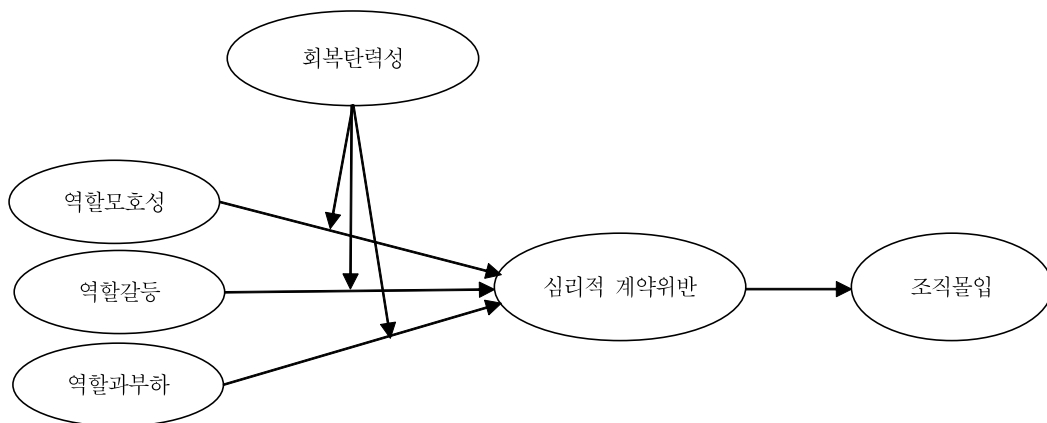 회복탄력성
역할모호성
역할갈등
심리적 계약위반
조직몰입
역할과부하